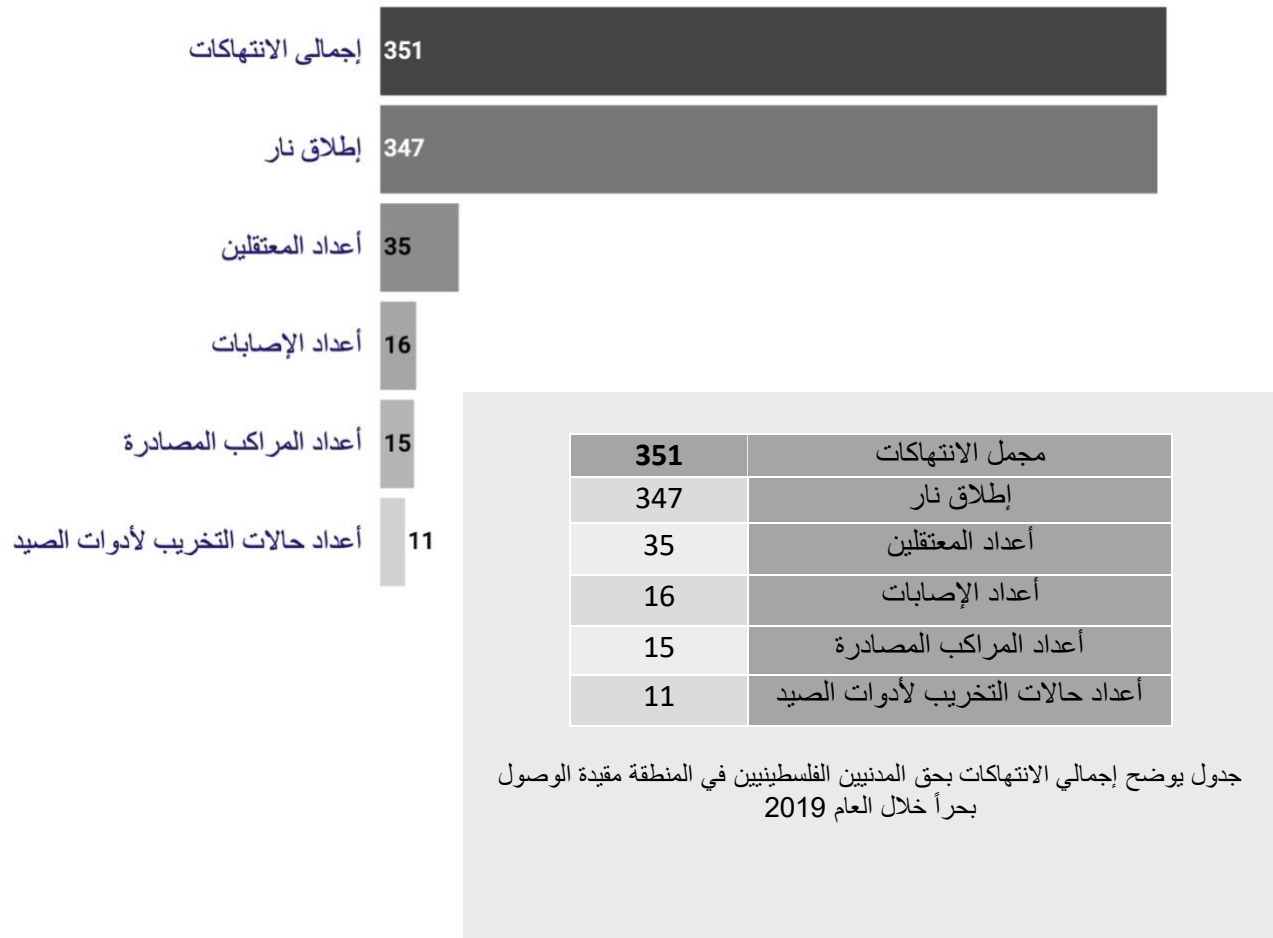 إجمالى الانتهاكات 351
إطلاق نار 347
أعداد المعتقلين 35
أعداد الإصابات 16
أعداد المراكب المصادرة 15
أعداد حالات التخريب لأدوات الصيد 11
مجمل الانتهاكات 351
إطلاق نار 347
أعداد المعتقلين 35
أعداد الإصابات 16
أعداد المراكب المصادرة 15
أعداد حالات التخريب لأدوات الصيد 11
جدول يوضح إجمالي الانتهاكات بحق المدنيين الفلسطينيين في المنطقة مقيدة الوصول
بحراً خلال العام 2019